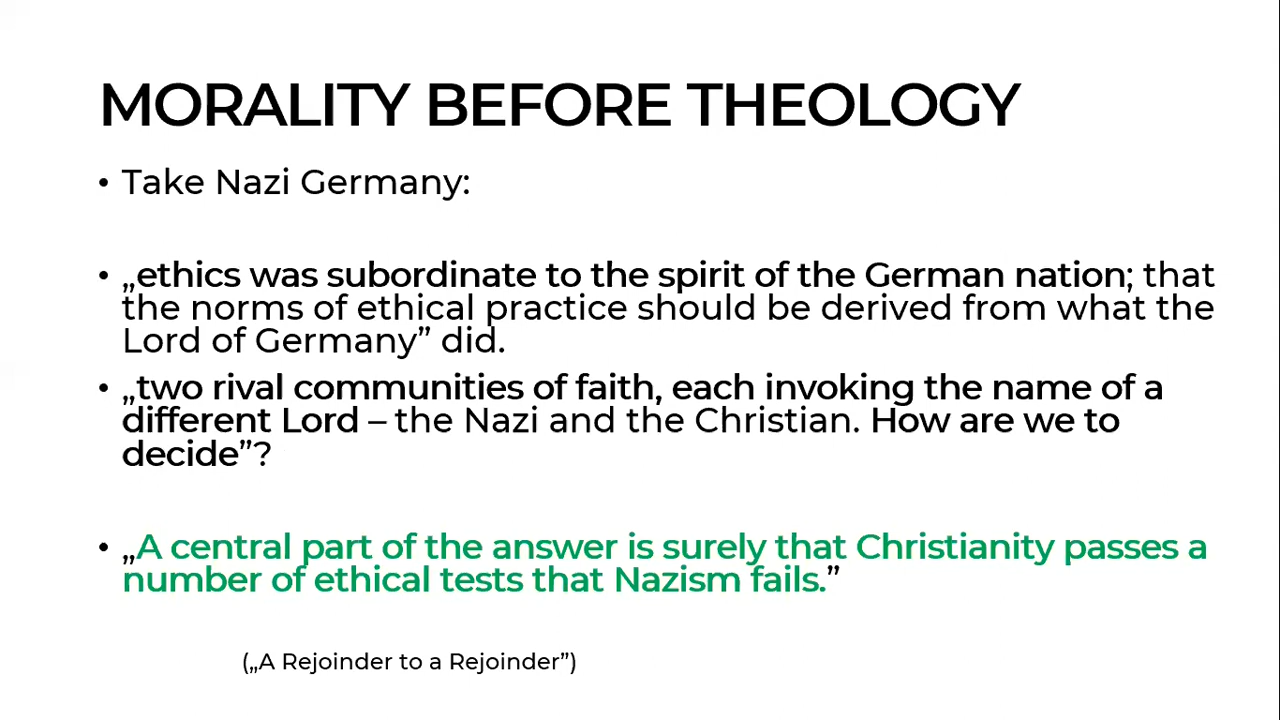 MORALITY BEFORE THEOLOGY
• Take Nazi Germany:
• „ethics was subordinate to the spirit of the German nation; that
the norms of ethical practice should be derived from what the
Lord of Germany” did.
• „two rival communities of faith, each invoking the name of a
different Lord – the Nazi and the Christian. How are we to
decide”?
• „A central part of the answer is surely that Christianity passes a
number of ethical tests that Nazism fails.”
(„A Rejoinder to a Rejoinder”)